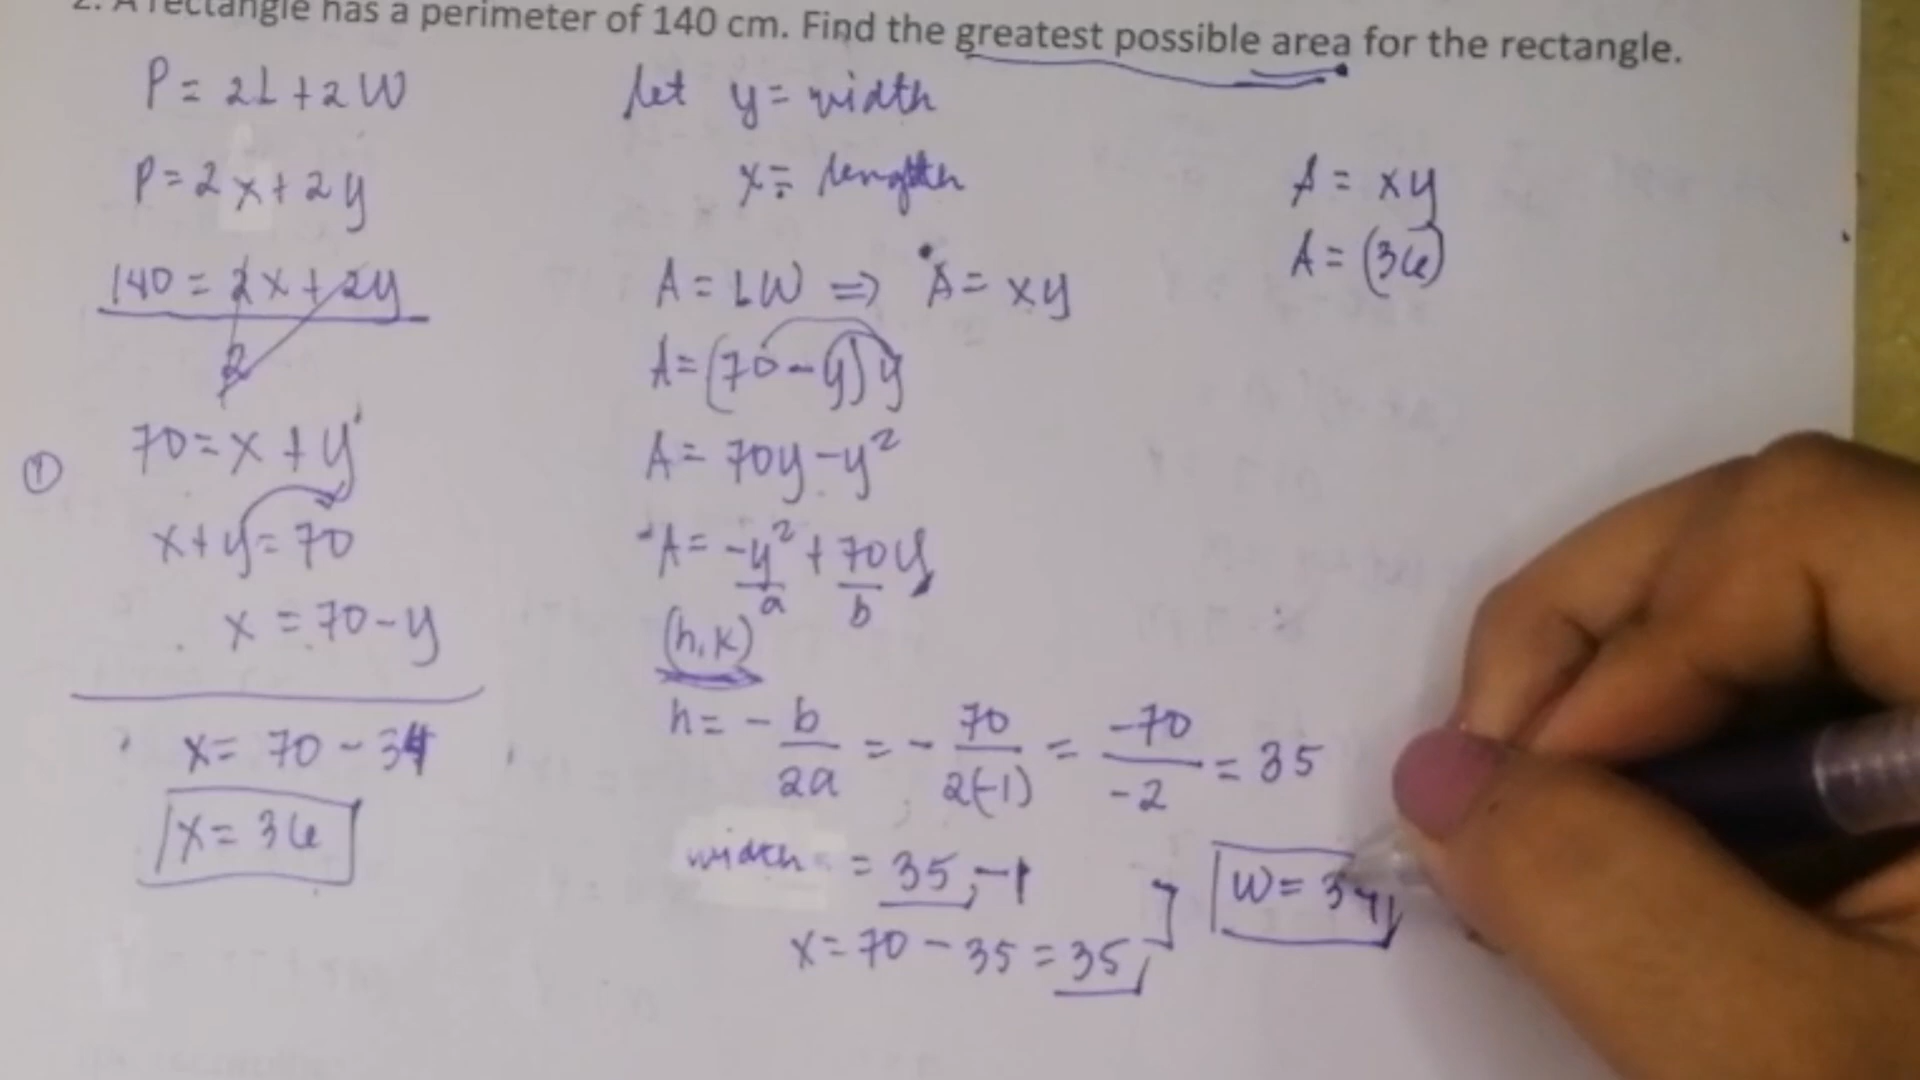 2. A rectangle has a perimeter of 140 cm. Find the greatest possible area for the rectangle.
P = 2L + 2W
P = 2x + 2y
140 = 2x + 2y
2
70 = x + y
①
x + y = 70
x = 70 - y
x = 70 - 34
x = 36
Let y = width
x = length
A = LW ⇒ A = xy
A = (70 - y) y
A = 70y - y²
A = -y² + 70y
a b
(h, k)
h = - b/2a = - 70/2(-1) = -70/-2 = 35
width = 35 - 1
x = 70 - 35 = 35
W = 34
A = xy
A = (36)